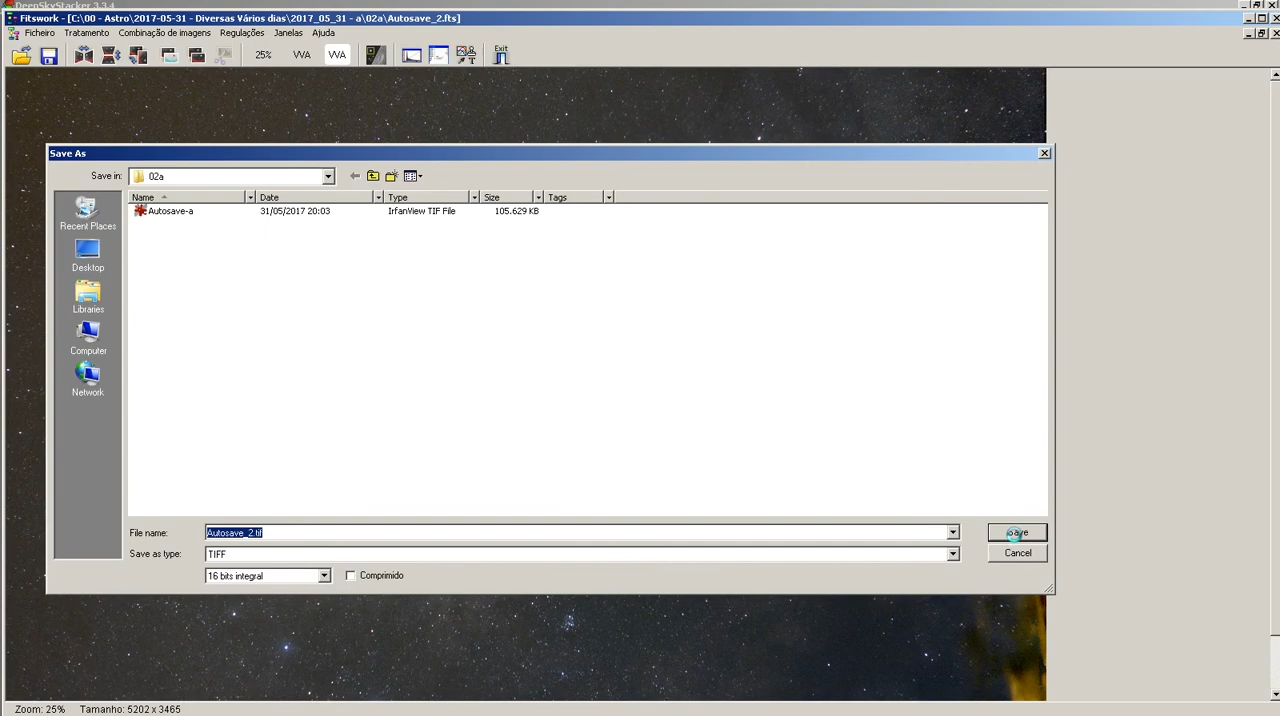 DeepSkyStacker 3.3.4
Fitswork - [C:\00 - Astro\2017-05-31 - Diversas Vários dias\2017_05_31 - a\02a\Autosave_2.fts]
Ficheiro Tratamento Combinação de imagens Regulações Janelas Ajuda
25% Exit
Save As
Save in: 02a
Name Date Type Size Tags
Autosave-a 31/05/2017 20:03 IrfanView TIF File 105.629 KB
Recent Places
Desktop
Libraries
Computer
Network
File name: Autosave_2.tif Save
Save as type: TIFF Cancel
16 bits integral Comprimido
Zoom: 25% Tamanho: 5202 x 3465